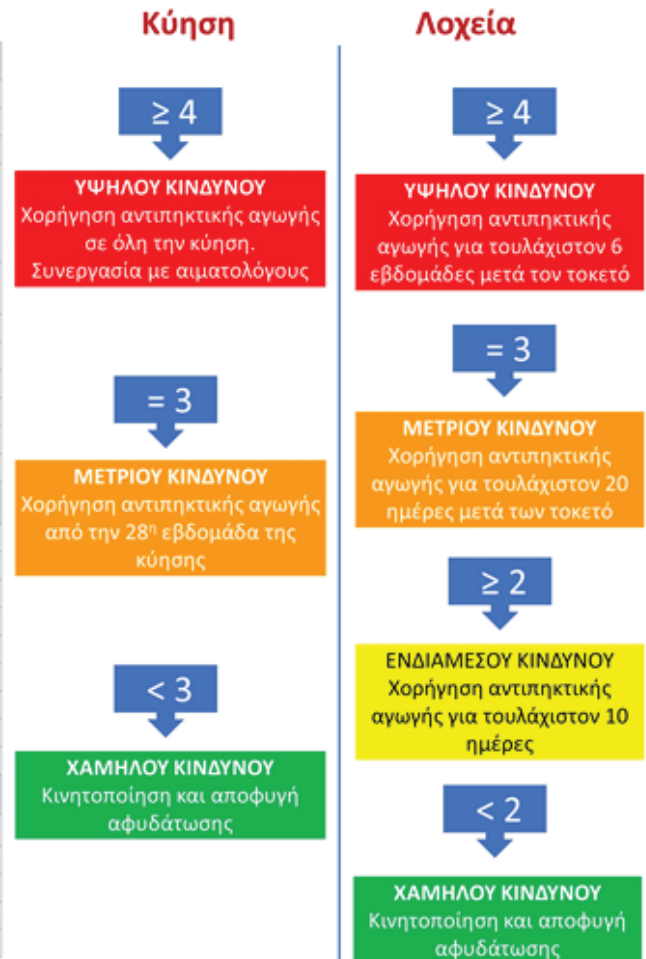 Κύηση
≥ 4
ΥΨΗΛΟΥ ΚΙΝΔΥΝΟΥ
Χορήγηση αντιπηκτικής αγωγής
σε όλη την κύηση.
Συνεργασία με αιματολόγους
= 3
ΜΕΤΡΙΟΥ ΚΙΝΔΥΝΟΥ
Χορήγηση αντιπηκτικής αγωγής
από την 28η εβδομάδα της
κύησης
< 3
ΧΑΜΗΛΟΥ ΚΙΝΔΥΝΟΥ
Κινητοποίηση και αποφυγή
αφυδάτωσης
Λοχεία
≥ 4
ΥΨΗΛΟΥ ΚΙΝΔΥΝΟΥ
Χορήγηση αντιπηκτικής
αγωγής για τουλάχιστον 6
εβδομάδες μετά τον τοκετό
= 3
ΜΕΤΡΙΟΥ ΚΙΝΔΥΝΟΥ
Χορήγηση αντιπηκτικής
αγωγής για τουλάχιστον 20
ημέρες μετά των τοκετό
≥ 2
ΕΝΔΙΑΜΕΣΟΥ ΚΙΝΔΥΝΟΥ
Χορήγηση αντιπηκτικής
αγωγής για τουλάχιστον 10
ημέρες
< 2
ΧΑΜΗΛΟΥ ΚΙΝΔΥΝΟΥ
Κινητοποίηση και αποφυγή
αφυδάτωσης